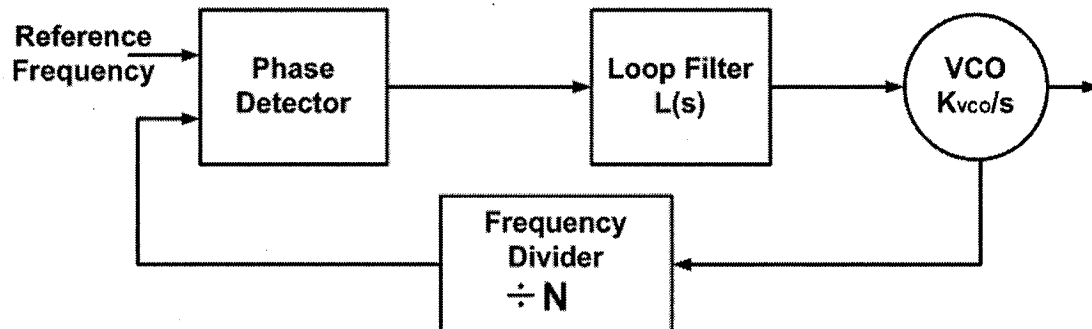 Reference
Frequency
Phase
Detector
Loop Filter
L(s)
VCO
Kvco/s
Frequency
Divider
÷ N